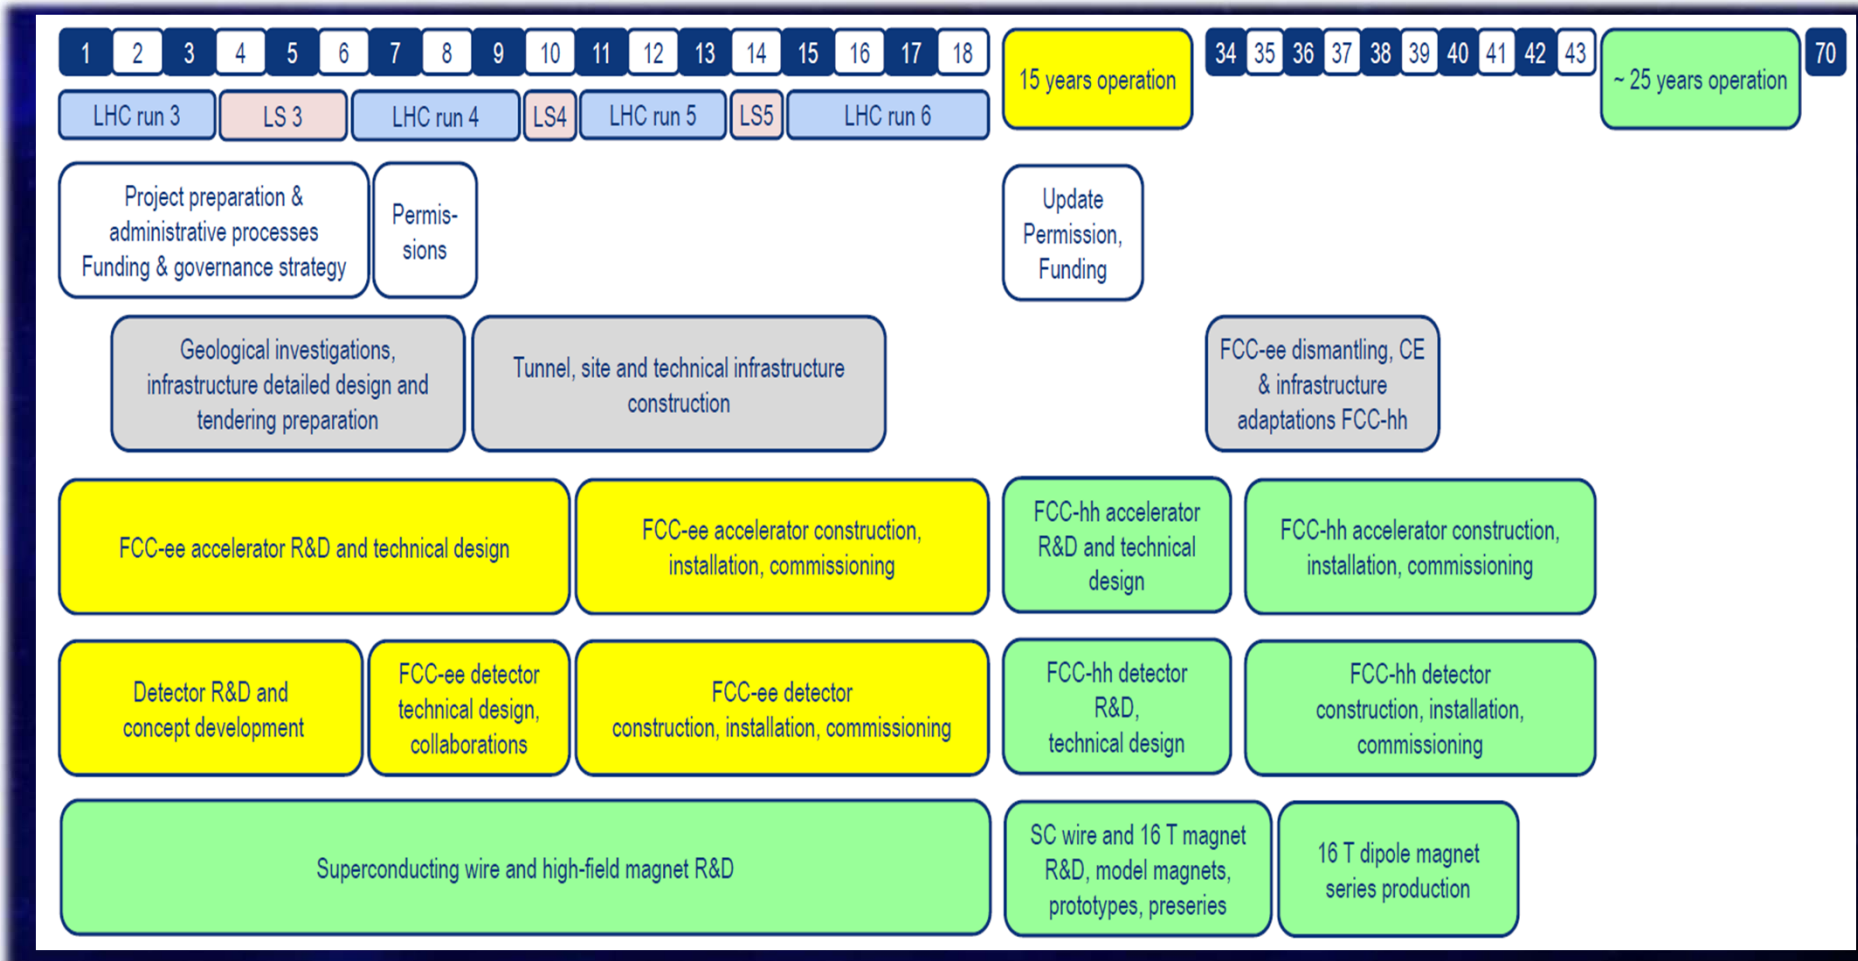 1 2 3 4 5 6 7 8 9 10 11 12 13 14 15 16 17 18
15 years operation
34 35 36 37 38 39 40 41 42 43
~ 25 years operation
70
LHC run 3
LS 3
LHC run 4
LS4
LHC run 5
LS5
LHC run 6
Project preparation &
administrative processes
Funding & governance strategy
Permis-
sions
Update
Permission,
Funding
Geological investigations,
infrastructure detailed design and
tendering preparation
Tunnel, site and technical infrastructure
construction
FCC-ee dismantling, CE
& infrastructure
adaptations FCC-hh
FCC-ee accelerator R&D and technical design
FCC-ee accelerator construction,
installation, commissioning
FCC-hh accelerator
R&D and technical
design
FCC-hh accelerator construction,
installation, commissioning
Detector R&D and
concept development
FCC-ee detector
technical design,
collaborations
FCC-ee detector
construction, installation, commissioning
FCC-hh detector
R&D,
technical design
FCC-hh detector
construction, installation,
commissioning
Superconducting wire and high-field magnet R&D
SC wire and 16 T magnet
R&D, model magnets,
prototypes, preseries
16 T dipole magnet
series production